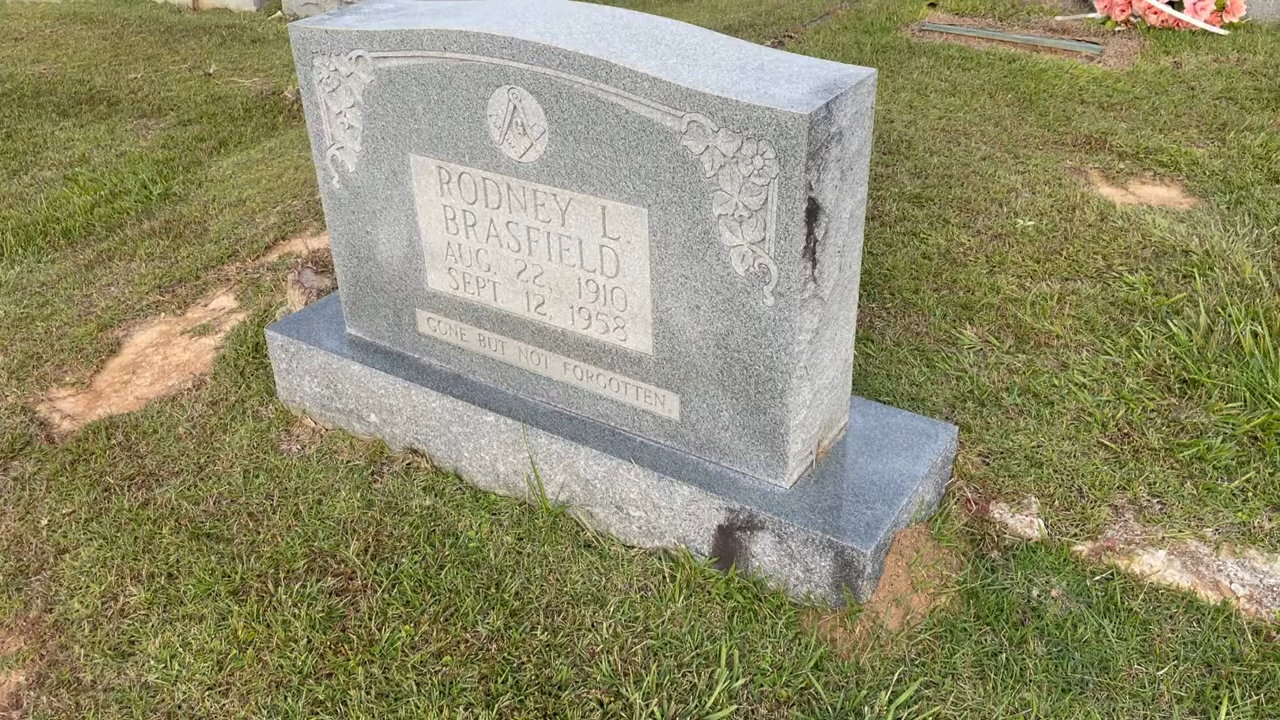 RODNEY L.
BRASFIELD
AUG. 22, 1910
SEPT. 12, 1958
GONE BUT NOT FORGOTTEN.